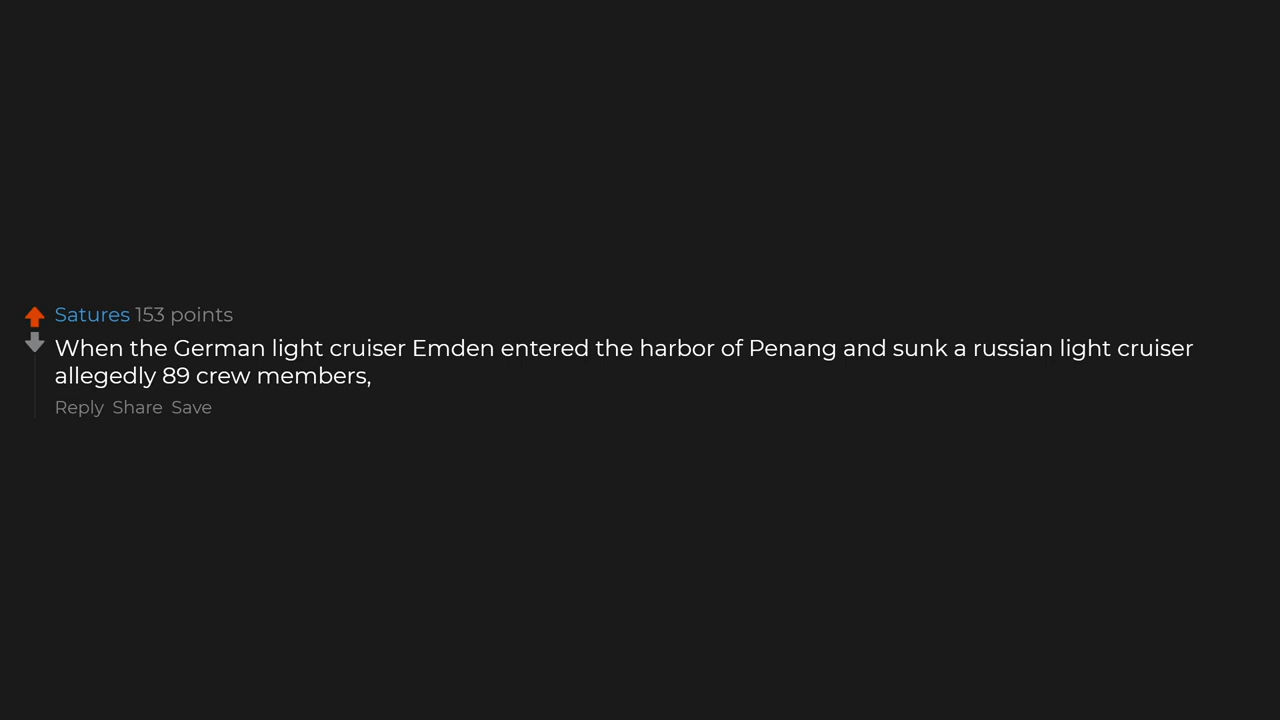 Satures 153 points
When the German light cruiser Emden entered the harbor of Penang and sunk a russian light cruiser
allegedly 89 crew members,
Reply Share Save